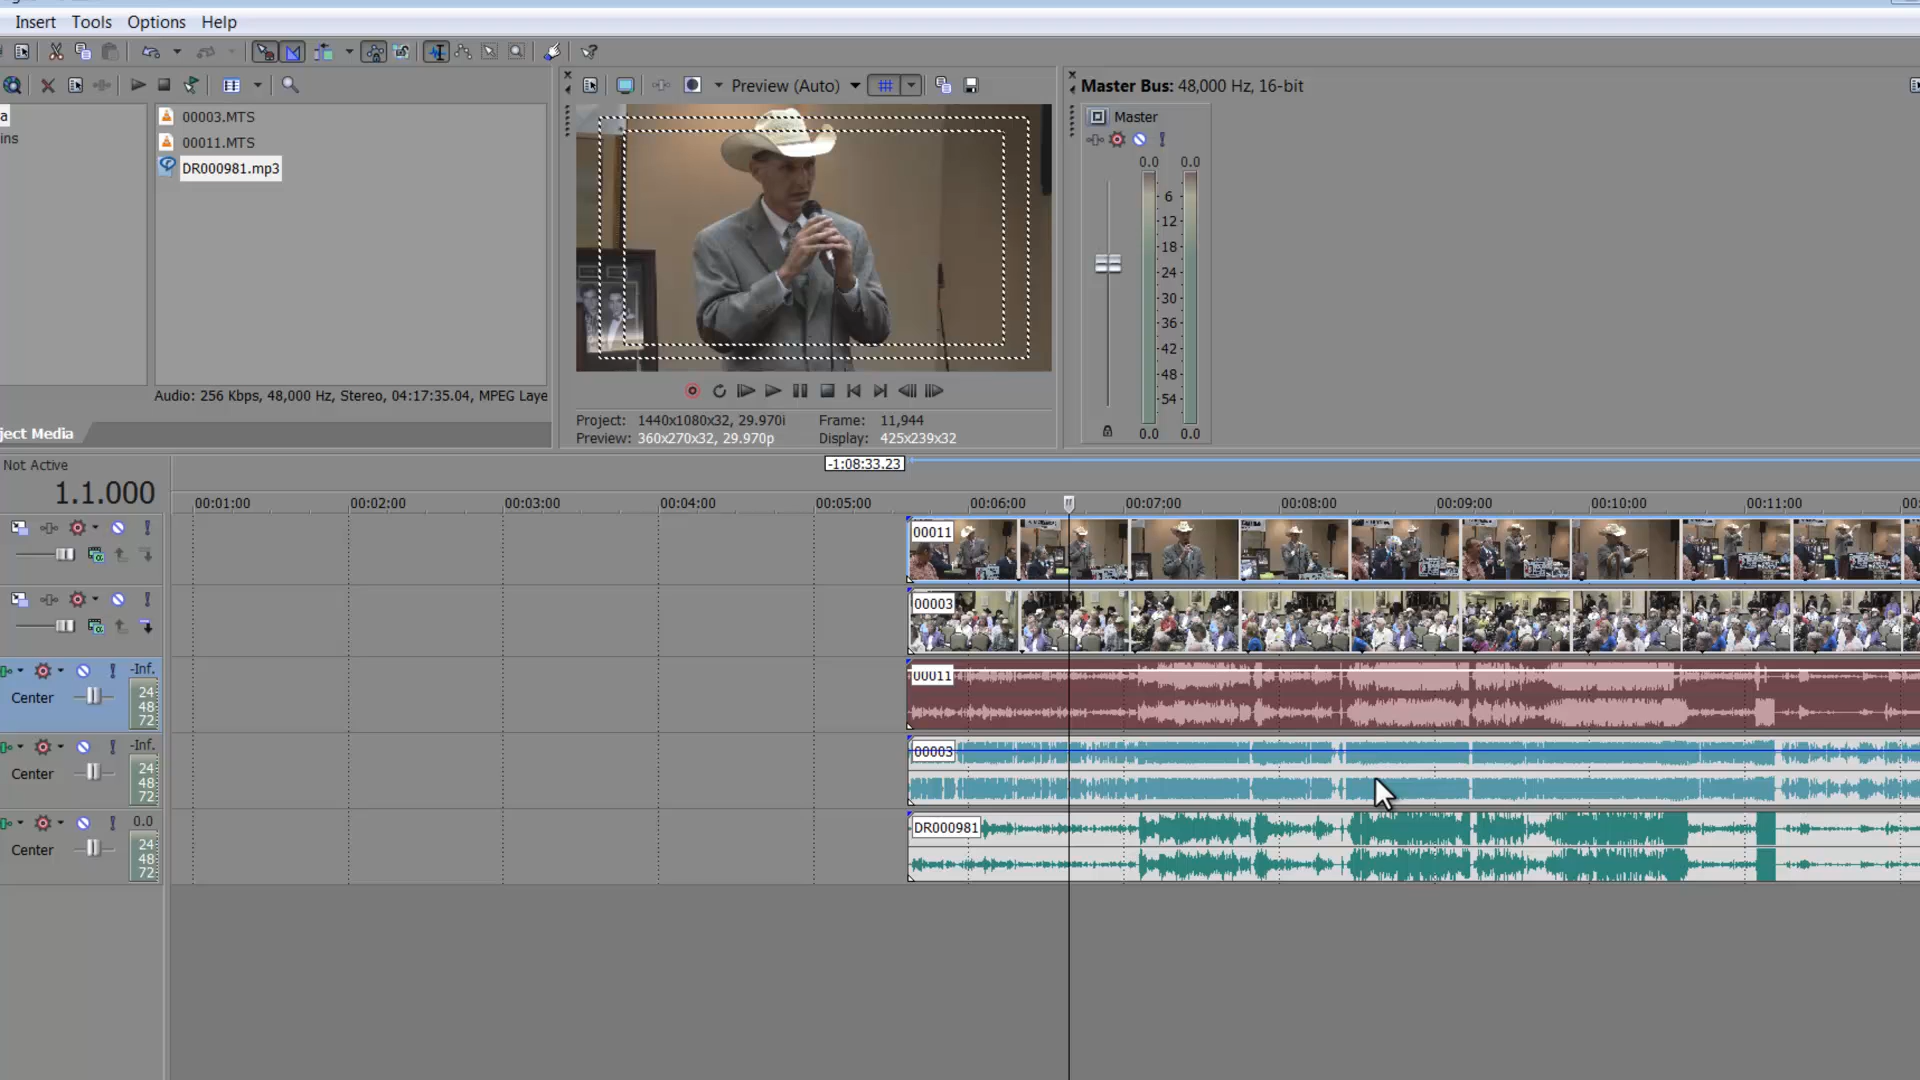 Insert Tools Options Help
Preview (Auto)
Master Bus: 48,000 Hz, 16-bit
a
ins
00003.MTS
00011.MTS
DR000981.mp3
Master
0.0 0.0
6
12
18
24
30
36
42
48
54
0.0 0.0
Audio: 256 Kbps, 48,000 Hz, Stereo, 04:17:35.04, MPEG Laye
ject Media
Project: 1440x1080x32, 29.970i Frame: 11,944
Preview: 360x270x32, 29.970p Display: 425x239x32
Not Active
-1:08:33.23
1.1.000
00:01:00 00:02:00 00:03:00 00:04:00 00:05:00 00:06:00 00:07:00 00:08:00 00:09:00 00:10:00 00:11:00
00011
00003
-Inf.
00011
Center
24
48
72
-Inf.
00003
Center
24
48
72
0.0
DR000981
Center
24
48
72